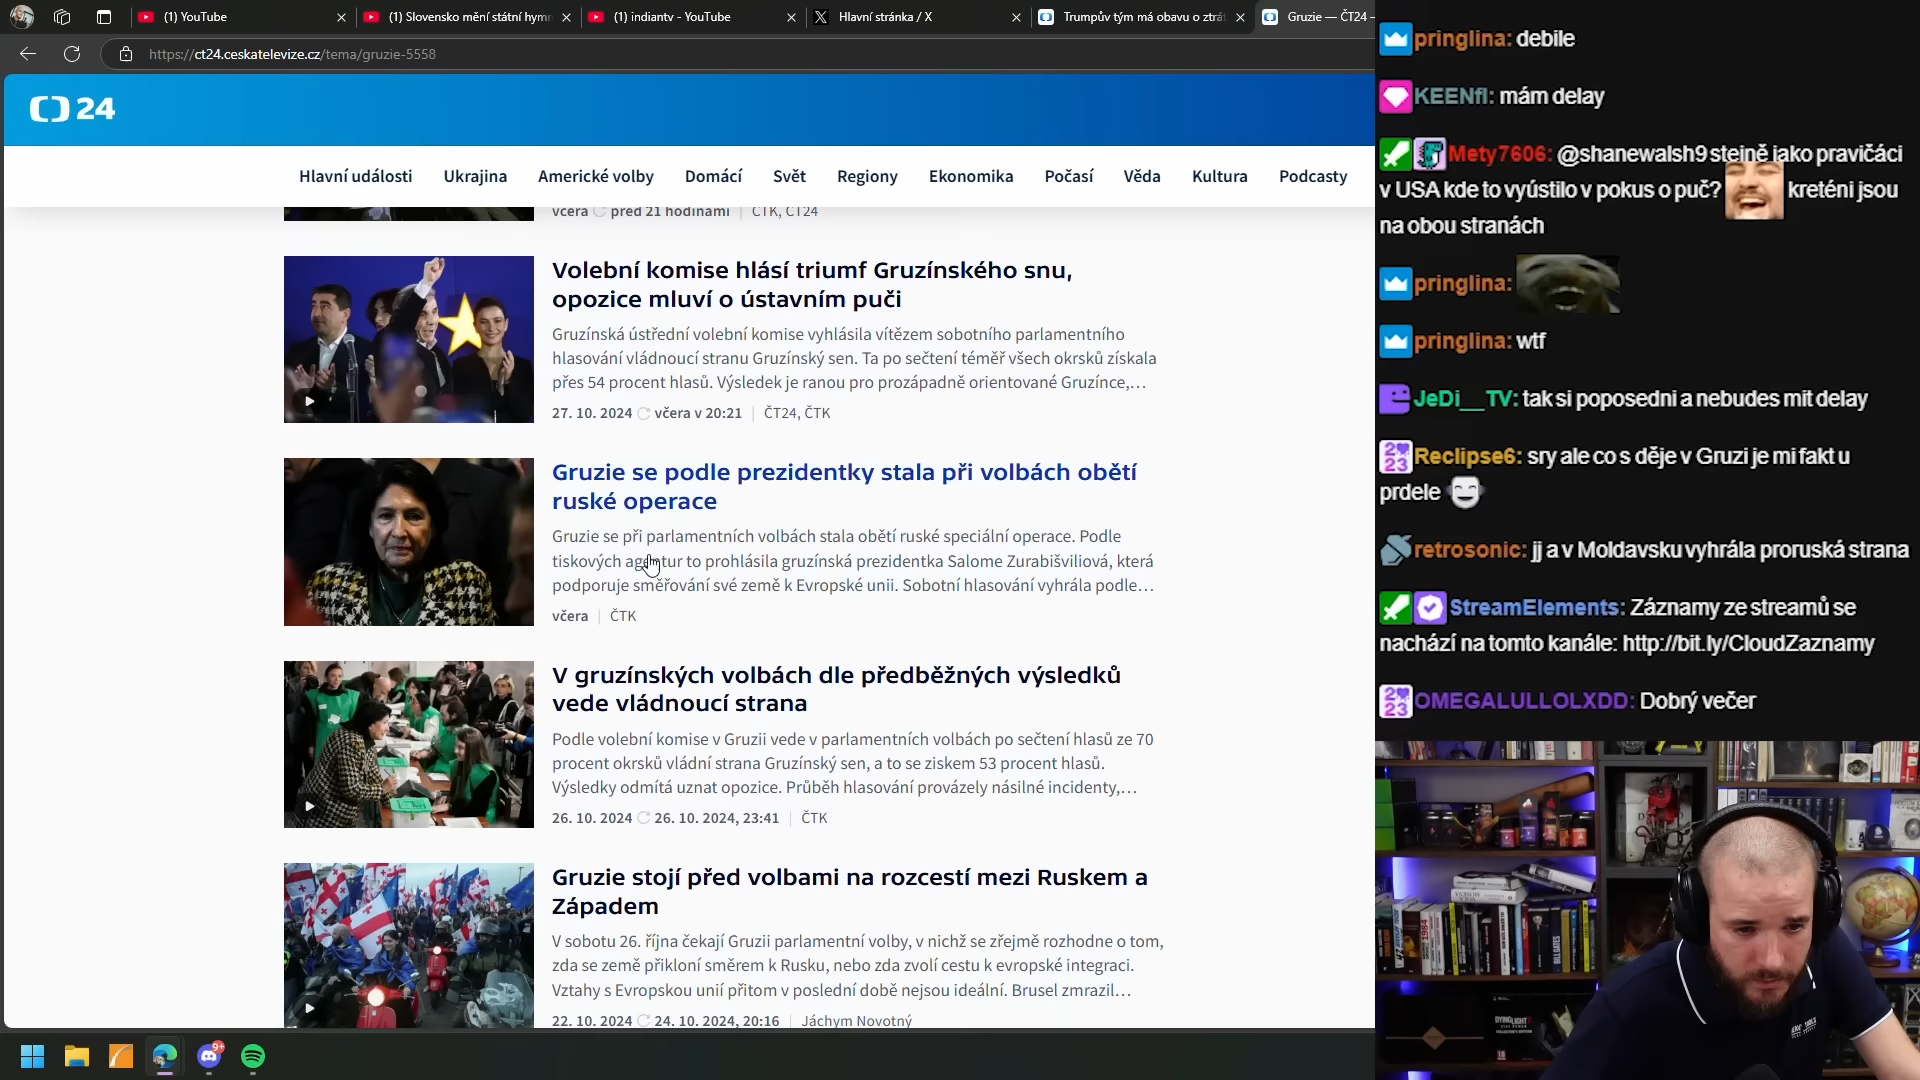 (1) YouTube
(1) Slovensko mění státní hymn
(1) indiantv - YouTube
Hlavní stránka / X
Trumpův tým má obavu o ztrát
Gruzie — ČT24 –
https://ct24.ceskatelevize.cz/tema/gruzie-5558
24
Hlavní události
Ukrajina
Americké volby
Domácí
Svět
Regiony
Ekonomika
Počasí
Věda
Kultura
Podcasty
včera před 21 hodinami | ČTK, ČT24
Volební komise hlásí triumf Gruzínského snu,
opozice mluví o ústavním puči
Gruzínská ústřední volební komise vyhlásila vítězem sobotního parlamentního
hlasování vládnoucí stranu Gruzínský sen. Ta po sečtení téměř všech okrsků získala
přes 54 procent hlasů. Výsledek je ranou pro prozápadně orientované Gruzínce,…
27. 10. 2024 včera v 20:21 | ČT24, ČTK
Gruzie se podle prezidentky stala při volbách obětí
ruské operace
Gruzie se při parlamentních volbách stala obětí ruské speciální operace. Podle
tiskových agentur to prohlásila gruzínská prezidentka Salome Zurabišviliová, která
podporuje směřování své země k Evropské unii. Sobotní hlasování vyhrála podle…
včera | ČTK
V gruzínských volbách dle předběžných výsledků
vede vládnoucí strana
Podle volební komise v Gruzii vede v parlamentních volbách po sečtení hlasů ze 70
procent okrsků vládní strana Gruzínský sen, a to se ziskem 53 procent hlasů.
Výsledky odmítá uznat opozice. Průběh hlasování provázely násilné incidenty,…
26. 10. 2024 26. 10. 2024, 23:41 | ČTK
Gruzie stojí před volbami na rozcestí mezi Ruskem a
Západem
V sobotu 26. října čekají Gruzii parlamentní volby, v nichž se zřejmě rozhodne o tom,
zda se země přikloní směrem k Rusku, nebo zda zvolí cestu k evropské integraci.
Vztahy s Evropskou unií přitom v poslední době nejsou ideální. Brusel zmrazil…
22. 10. 2024 24. 10. 2024, 20:16 | Jáchym Novotný
9+
pringlina: debile
KEENfl: mám delay
Mety7606: @shanewalsh9 stejně jako pravičáci
v USA kde to vyústilo v pokus o puč? kreténi jsou
na obou stranách
pringlina:
pringlina: wtf
JeDi__TV: tak si poposedni a nebudes mit delay
Reclipse6: sry ale co s děje v Gruzi je mi fakt u
prdele
retrosonic: jj a v Moldavsku vyhrála proruská strana
StreamElements: Záznamy ze streamů se
nachází na tomto kanále: http://bit.ly/CloudZaznamy
OMEGALULLOLXDD: Dobrý večer
1984
DYING LIGHT 2